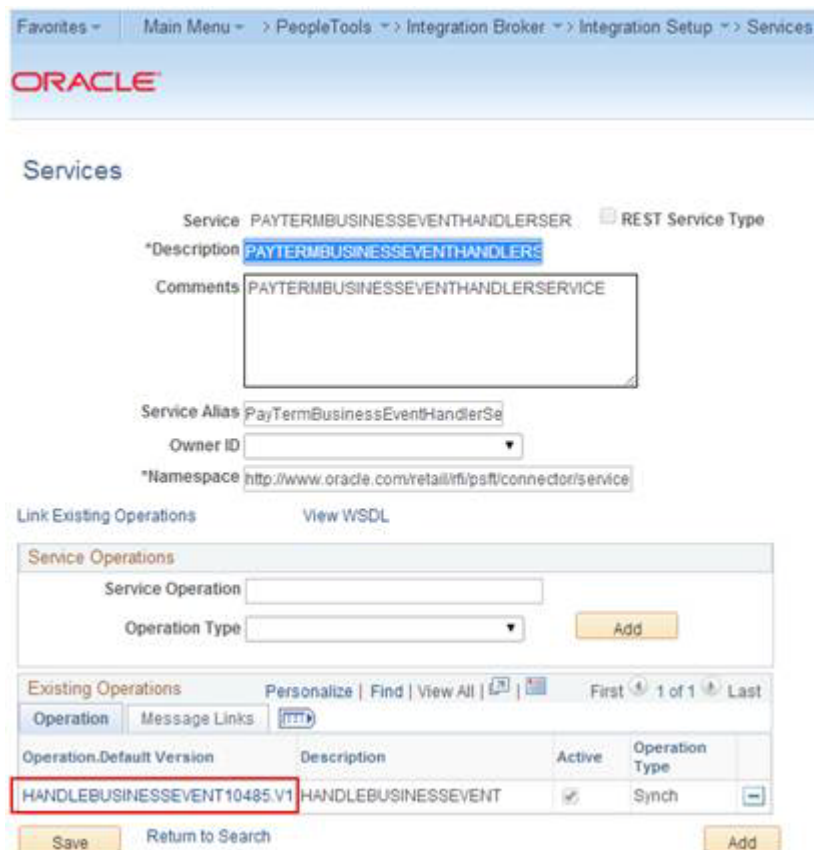 Favorites Main Menu > PeopleTools > Integration Broker > Integration Setup > Services
ORACLE
Services
Service PAYTERMBUSINESSEVENTHANDLERSER REST Service Type
*Description PAYTERMBUSINESSEVENTHANDLERS
Comments PAYTERMBUSINESSEVENTHANDLERSERVICE
Service Alias PayTermBusinessEventHandlerSe
Owner ID
*Namespace http://www.oracle.com/retail/rfi/psft/connector/service
Link Existing Operations View WSDL
Service Operations
Service Operation
Operation Type Add
Existing Operations Personalize | Find | View All | | First 1 of 1 Last
Operation Message Links
Operation.Default Version Description Active Operation Type
HANDLEBUSINESSEVENT10485.V1 HANDLEBUSINESSEVENT Synch
Save Return to Search Add